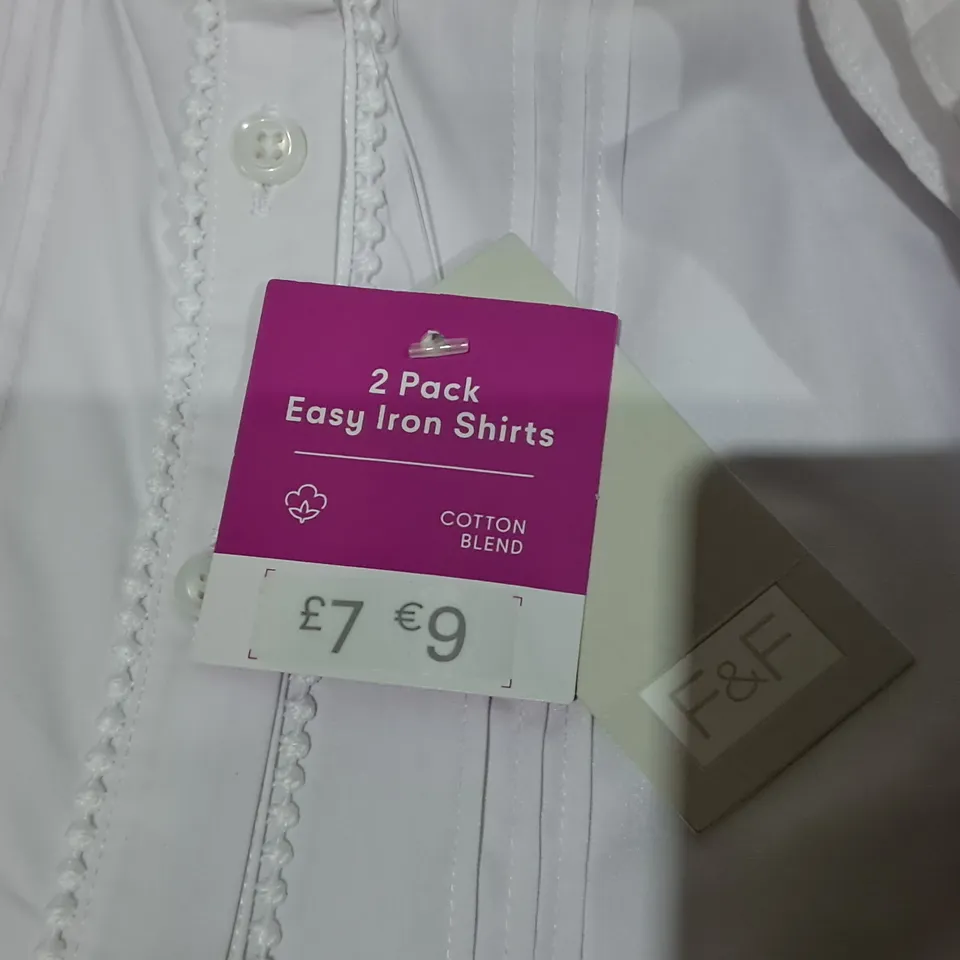 2 Pack
Easy Iron Shirts
COTTON
BLEND
£7 €9
F&F